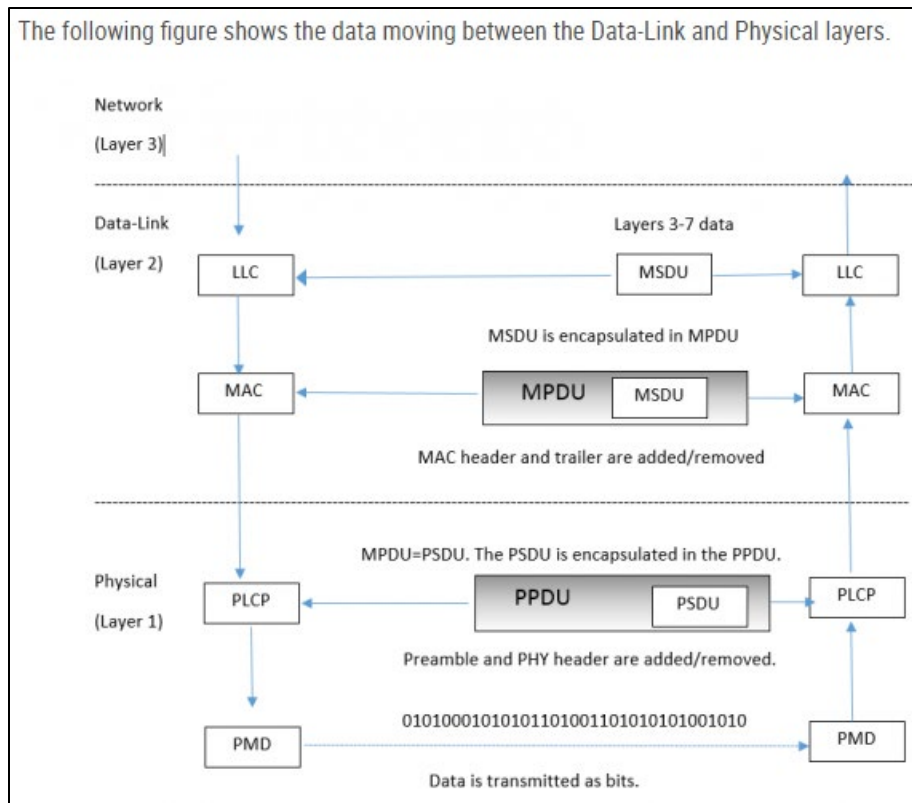 The following figure shows the data moving between the Data-Link and Physical layers.
Network
(Layer 3)
Data-Link
(Layer 2)
Layers 3-7 data
LLC
MSDU
LLC
MSDU is encapsulated in MPDU
MAC
MPDU
MSDU
MAC
MAC header and trailer are added/removed
MPDU=PSDU. The PSDU is encapsulated in the PPDU.
Physical
(Layer 1)
PLCP
PPDU
PSDU
PLCP
Preamble and PHY header are added/removed.
01010001010101101001101010101001010
PMD
PMD
Data is transmitted as bits.